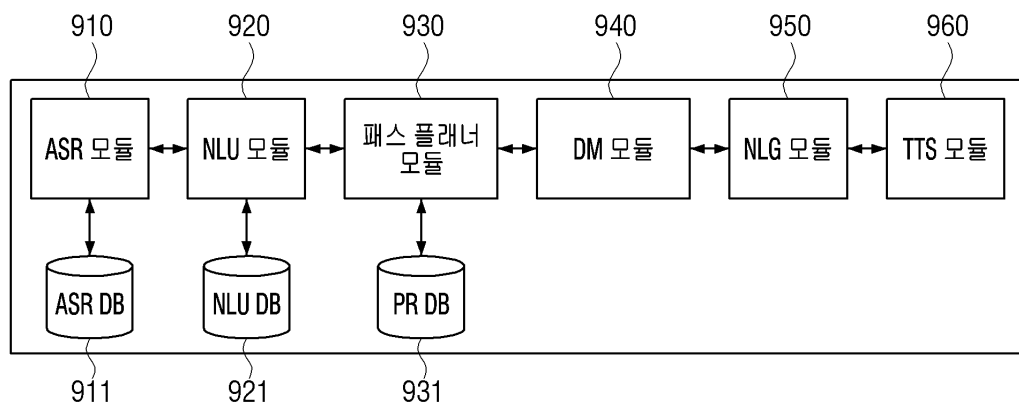 910 920 930 940 950 960
ASR 모듈 NLU 모듈 패스 플래너 모듈 DM 모듈 NLG 모듈 TTS 모듈
ASR DB NLU DB PR DB
911 921 931